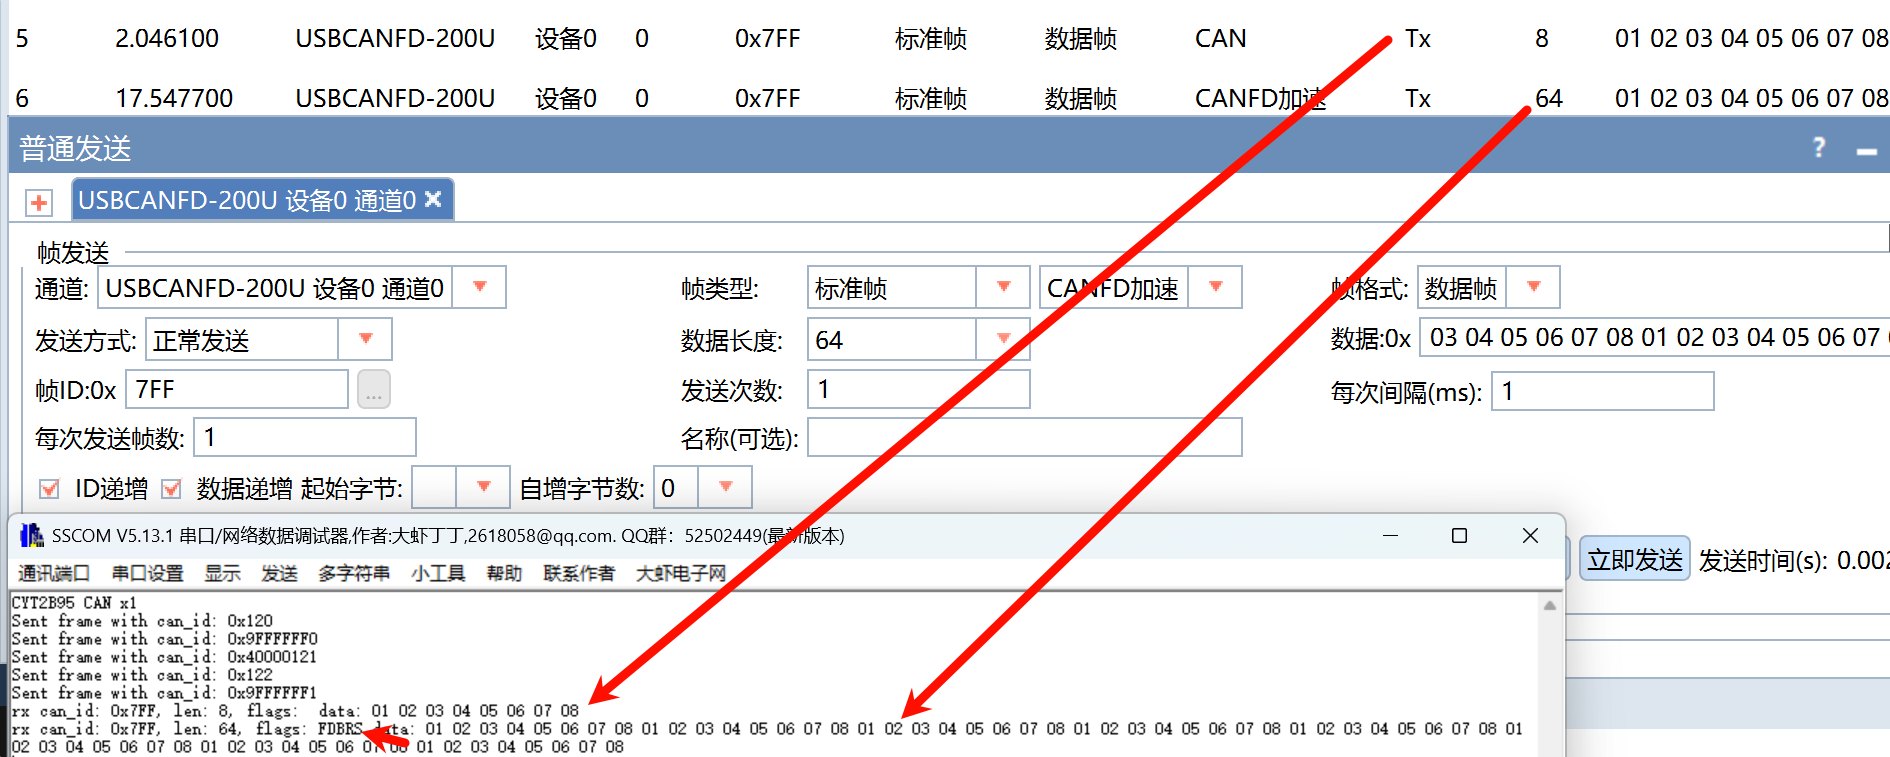 5 2.046100 USBCANFD-200U 设备0 0 0x7FF 标准帧 数据帧 CAN Tx 8 01 02 03 04 05 06 07 08
6 17.547700 USBCANFD-200U 设备0 0 0x7FF 标准帧 数据帧 CANFD加速 Tx 64 01 02 03 04 05 06 07 08
普通发送
USBCANFD-200U 设备0 通道0
帧发送
通道: USBCANFD-200U 设备0 通道0 帧类型: 标准帧 CANFD加速 帧格式: 数据帧
发送方式: 正常发送 数据长度: 64 数据:0x 03 04 05 06 07 08 01 02 03 04 05 06 07
帧ID:0x 7FF ... 发送次数: 1 每次间隔(ms): 1
每次发送帧数: 1 名称(可选):
ID递增 数据递增 起始字节: 自增字节数: 0
SSCOM V5.13.1 串口/网络数据调试器,作者:大虾丁丁,2618058@qq.com. QQ群: 52502449(最新版本)
立即发送 发送时间(s): 0.002
通讯端口 串口设置 显示 发送 多字符串 小工具 帮助 联系作者 大虾电子网
CYT2B95 CAN x1
Sent frame with can_id: 0x120
Sent frame with can_id: 0x9FFFFFF0
Sent frame with can_id: 0x40000121
Sent frame with can_id: 0x122
Sent frame with can_id: 0x9FFFFFF1
rx can_id: 0x7FF, len: 8, flags:  data: 01 02 03 04 05 06 07 08
rx can_id: 0x7FF, len: 64, flags: FDBRS data: 01 02 03 04 05 06 07 08 01 02 03 04 05 06 07 08 01 02 03 04 05 06 07 08 01 02 03 04 05 06 07 08 01 02 03 04 05 06 07 08 01
02 03 04 05 06 07 08 01 02 03 04 05 06 07 08 01 02 03 04 05 06 07 08